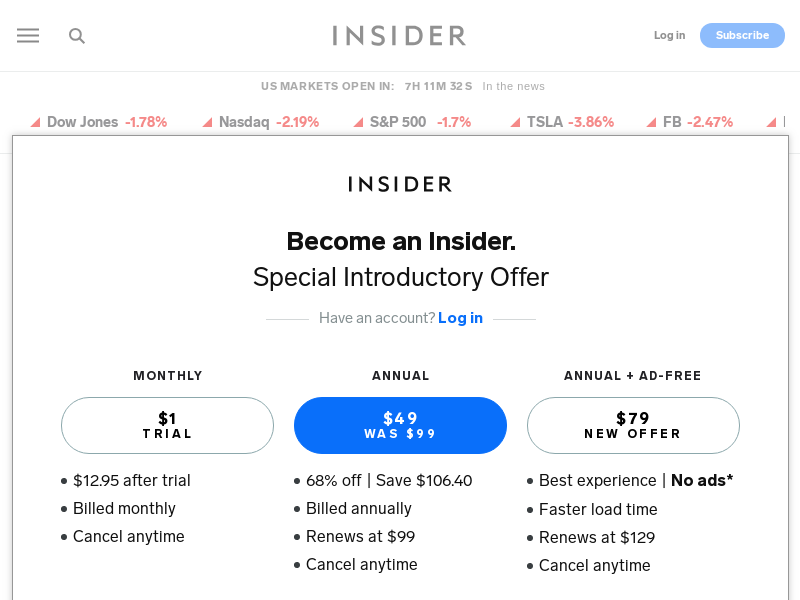 INSIDER
Log in
Subscribe
US MARKETS OPEN IN: 7H 11M 32S In the news
Dow Jones -1.78% Nasdaq -2.19% S&P 500 -1.7% TSLA -3.86% FB -2.47%
INSIDER
Become an Insider.
Special Introductory Offer
Have an account? Log in
MONTHLY
$1
TRIAL
• $12.95 after trial
• Billed monthly
• Cancel anytime
ANNUAL
$49
WAS $99
• 68% off | Save $106.40
• Billed annually
• Renews at $99
• Cancel anytime
ANNUAL + AD-FREE
$79
NEW OFFER
• Best experience | No ads*
• Faster load time
• Renews at $129
• Cancel anytime